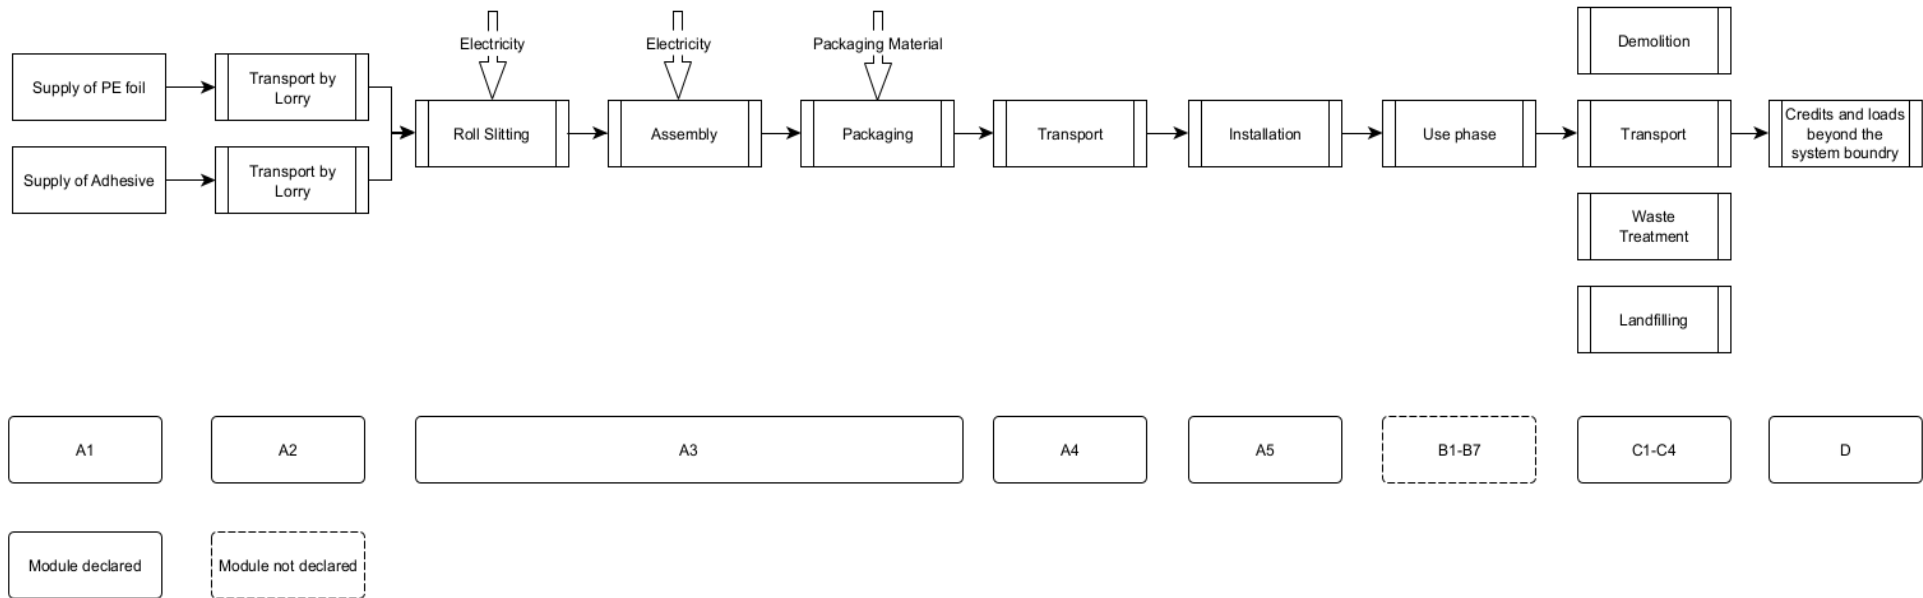 Electricity
Electricity
Packaging Material
Demolition
Supply of PE foil
Transport by
Lorry
Roll Slitting
Assembly
Packaging
Transport
Installation
Use phase
Transport
Credits and loads
beyond the
system boundry
Supply of Adhesive
Transport by
Lorry
Waste
Treatment
Landfilling
A1
A2
A3
A4
A5
B1-B7
C1-C4
D
Module declared
Module not declared